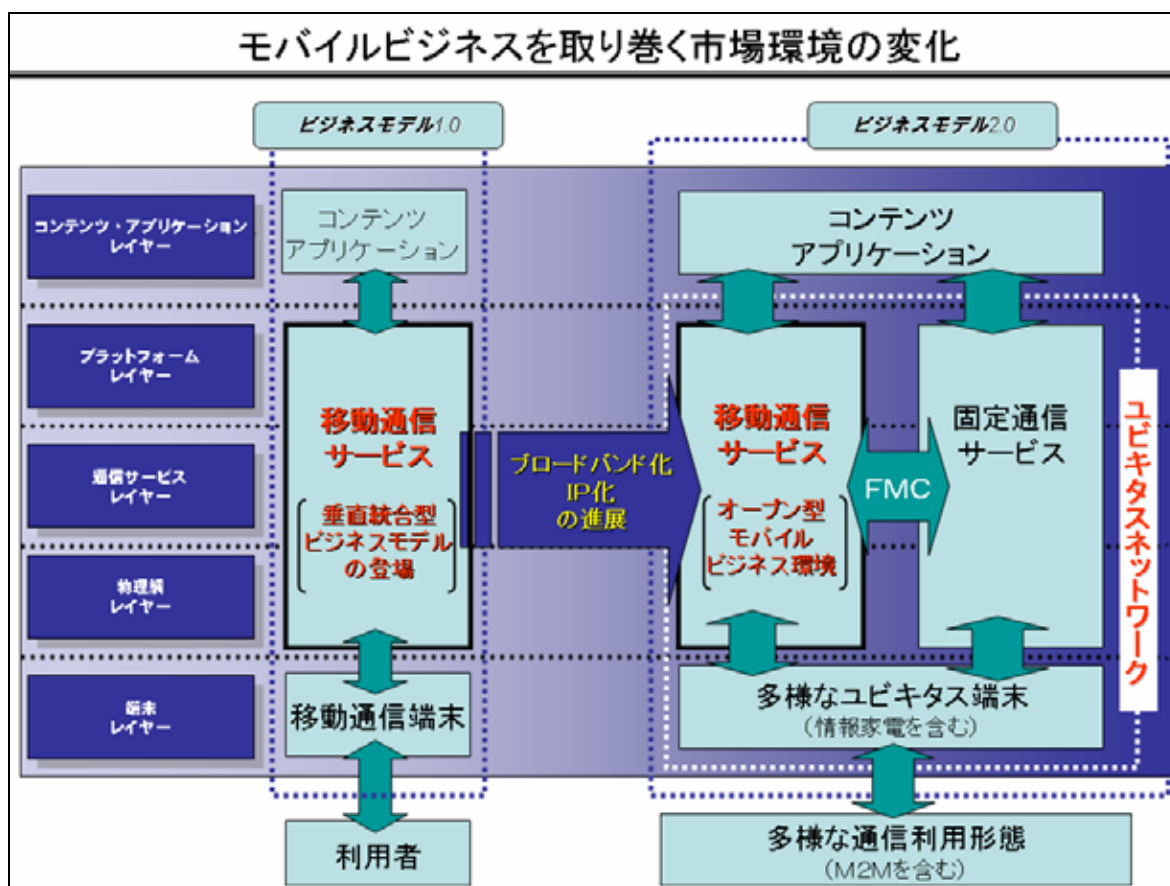 モバイルビジネスを取り巻く市場環境の変化
ビジネスモデル1.0
ビジネスモデル2.0
コンテンツ・アプリケーション
レイヤー
コンテンツ
アプリケーション
コンテンツ
アプリケーション
プラットフォーム
レイヤー
通信サービス
レイヤー
物理網
レイヤー
端末
レイヤー
移動通信
サービス
垂直統合型
ビジネスモデル
の登場
ブロードバンド化
IP化
の進展
移動通信
サービス
オープン型
モバイル
ビジネス環境
FMC
固定通信
サービス
ユビキタスネットワーク
移動通信端末
多様なユビキタス端末
(情報家電を含む)
利用者
多様な通信利用形態
(M2Mを含む)